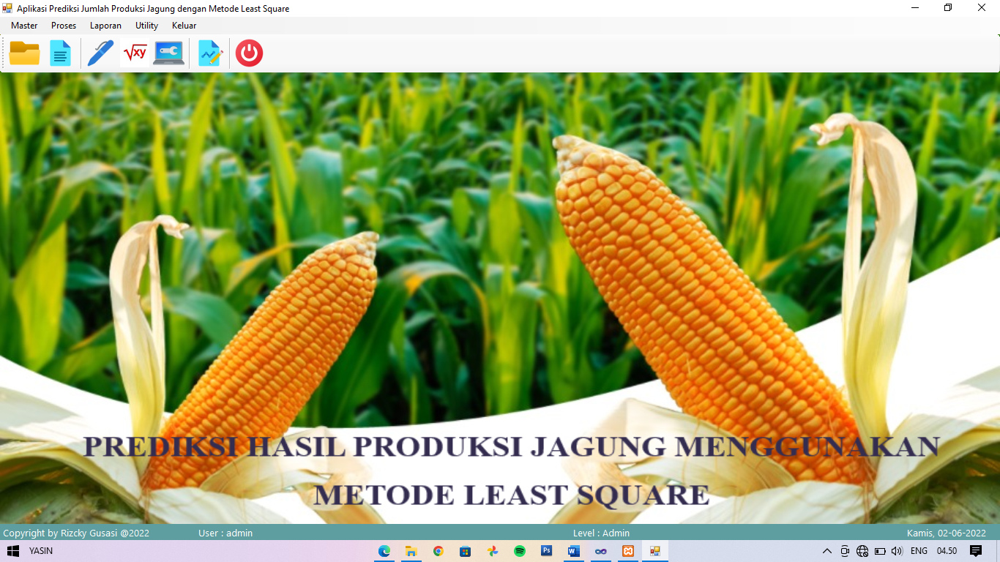 Aplikasi Prediksi Jumlah Produksi Jagung dengan Metode Least Square
Master Proses Laporan Utility Keluar
√xy
PREDIKSI HASIL PRODUKSI JAGUNG MENGGUNAKAN
METODE LEAST SQUARE
Copyright by Rizcky Gusasi @2022 User : admin Level : Admin Kamis, 02-06-2022
YASIN Ps W ENG 04.50